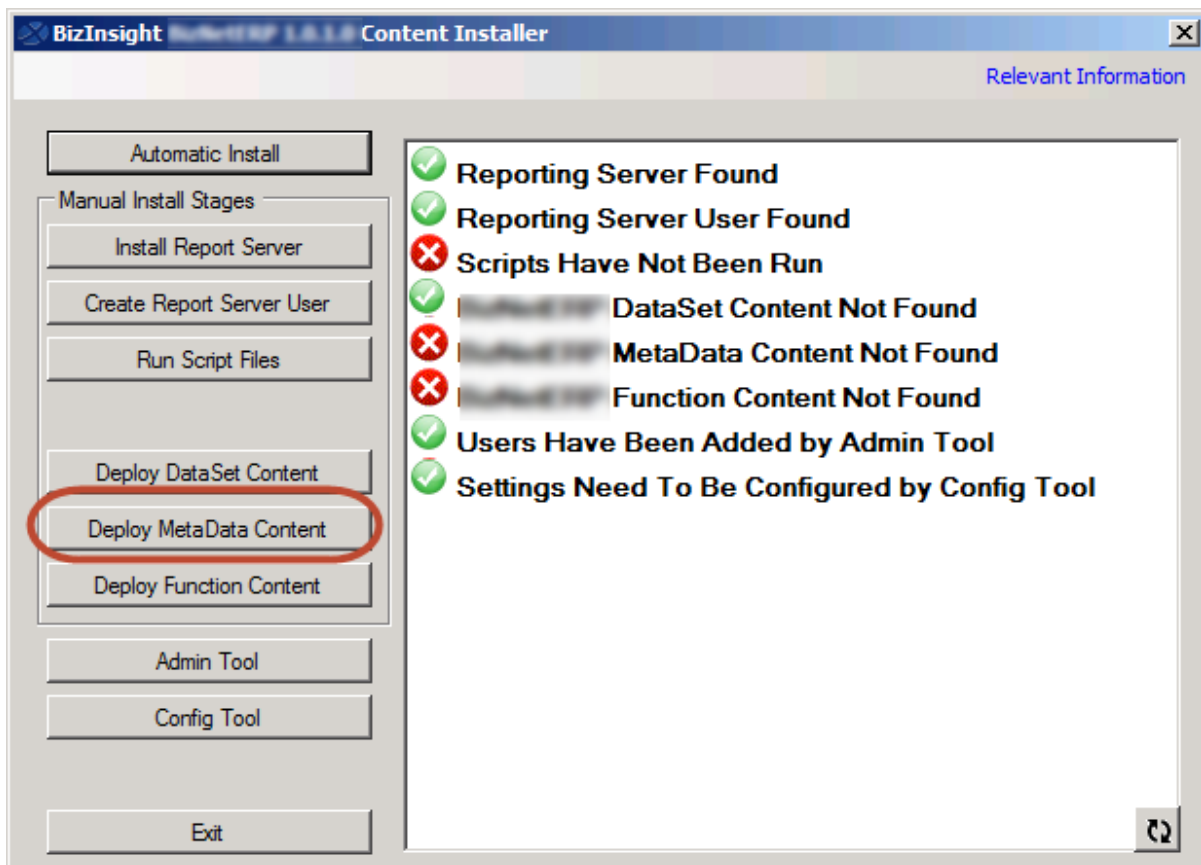 BizInsight Content Installer
Relevant Information
Automatic Install
Manual Install Stages
Install Report Server
Create Report Server User
Run Script Files
Deploy DataSet Content
Deploy MetaData Content
Deploy Function Content
Admin Tool
Config Tool
Exit
Reporting Server Found
Reporting Server User Found
Scripts Have Not Been Run
DataSet Content Not Found
MetaData Content Not Found
Function Content Not Found
Users Have Been Added by Admin Tool
Settings Need To Be Configured by Config Tool